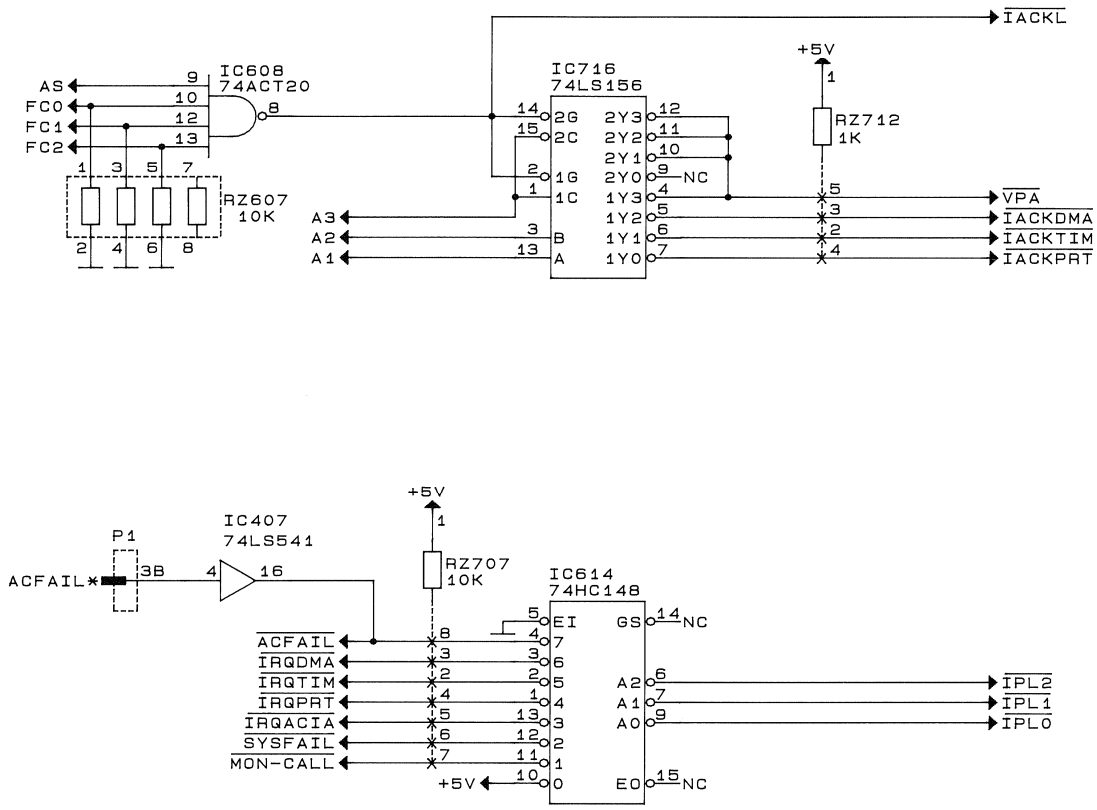 IACKL
+5V
1
IC608
74ACT20
IC716
74LS156
AS 9
FC0 10
FC1 12
FC2 13
8
14 2G 2Y3 12
15 2C 2Y2 11
2Y1 10
2 1G 2Y0 9 NC
1 1C 1Y3 4
RZ712
1K
1 3 5 7
RZ607
10K
2 4 6 8
A3
A2 3 B
A1 13 A
1Y2 5
1Y1 6
1Y0 7
5 VPA
3 IACKDMA
2 IACKTIM
4 IACKPRT
+5V
1
P1
IC407
74LS541
ACFAIL* 3B 4 16
RZ707
10K
IC614
74HC148
5 EI GS 14 NC
ACFAIL 8 4 7
IRQDMA 3 3 6
IRQTIM 2 2 5 A2 6 IPL2
IRQPRT 4 1 4 A1 7 IPL1
IRQACIA 5 13 3 A0 9 IPL0
SYSFAIL 6 12 2
MON-CALL 7 11 1
+5V 10 0 EO 15 NC